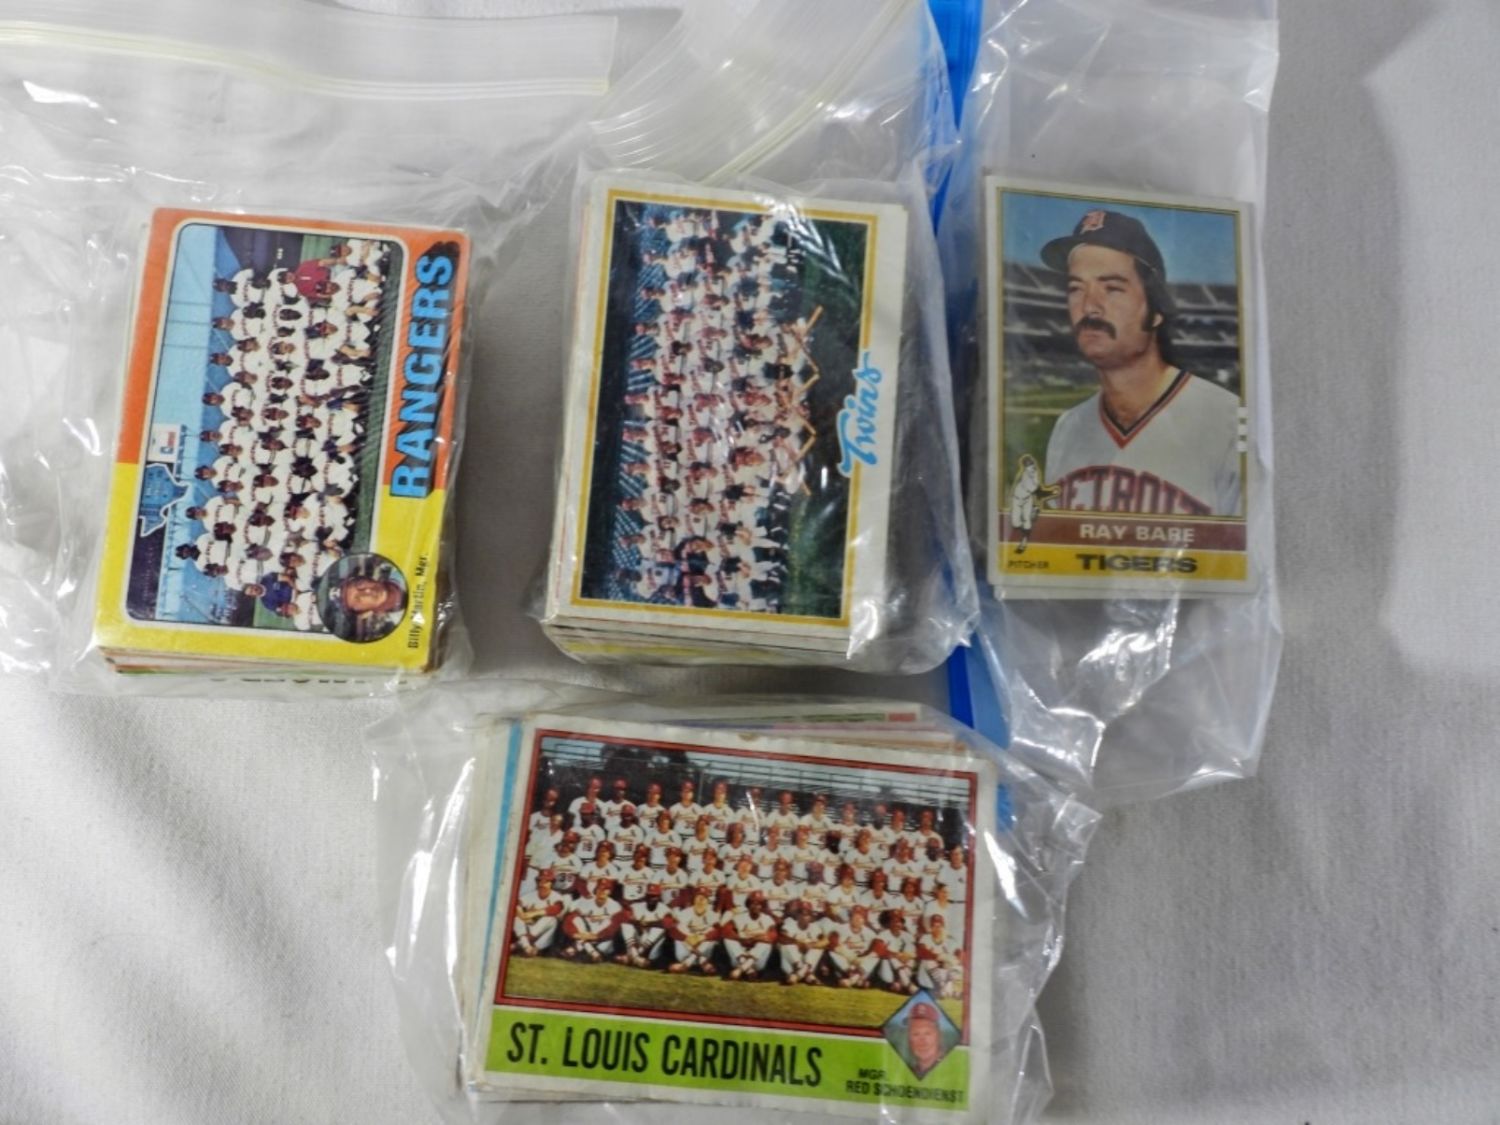 RANGERS
Billy Martin, Mgr.
Twins
DETROIT
RAY BARE
PITCHER TIGERS
ST. LOUIS CARDINALS
MGR.
RED SCHOENDIENST